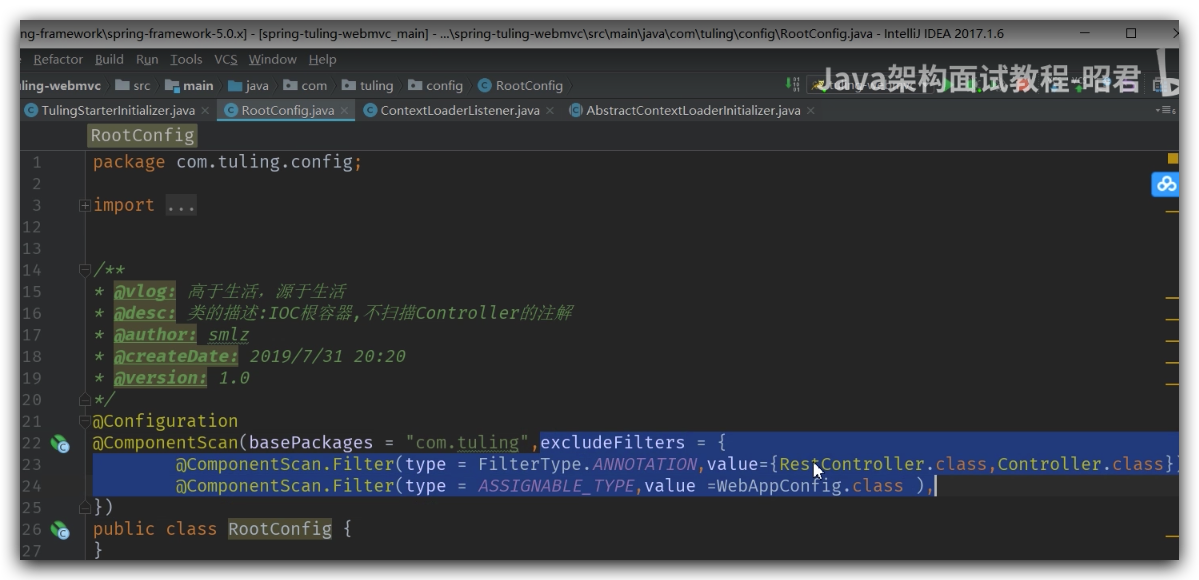 ng-framework\spring-framework-5.0.x] - [spring-tuling-webmvc_main] - ...\spring-tuling-webmvc\src\main\java\com\tuling\config\RootConfig.java - IntelliJ IDEA 2017.1.6
Refactor Build Run Tools VCS Window Help
ling-webmvc src main java com tuling config RootConfig
Java架构面试教程-昭君
TulingStarterInitializer.java RootConfig.java ContextLoaderListener.java AbstractContextLoaderInitializer.java
RootConfig
1 package com.tuling.config;
2
3 import ...
12
13
14 /**
15 * @vlog: 高于生活，源于生活
16 * @desc: 类的描述:IOC根容器,不扫描Controller的注解
17 * @author: smlz
18 * @createDate: 2019/7/31 20:20
19 * @version: 1.0
20 */
21 @Configuration
22 @ComponentScan(basePackages = "com.tuling",excludeFilters = {
23 @ComponentScan.Filter(type = FilterType.ANNOTATION,value={RestController.class,Controller.class})
24 @ComponentScan.Filter(type = ASSIGNABLE_TYPE,value =WebAppConfig.class ),
25 })
26 public class RootConfig {
27 }